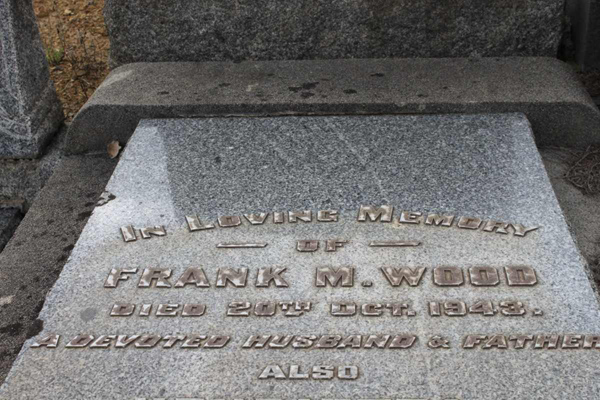 In Loving Memory
— OF —
FRANK M. WOOD
DIED 20TH OCT. 1943.
A DEVOTED HUSBAND & FATHER
ALSO